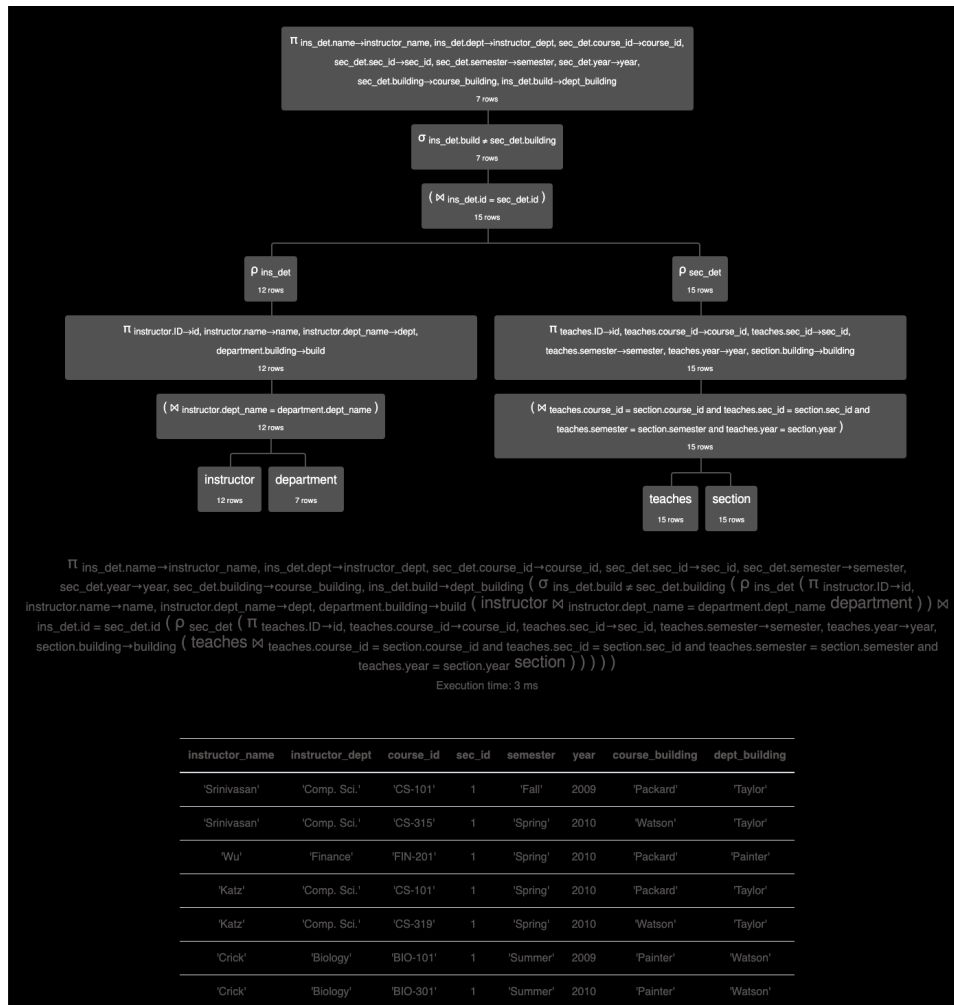 π ins_det.name→instructor_name, ins_det.dept→instructor_dept, sec_det.course_id→course_id,
sec_det.sec_id→sec_id, sec_det.semester→semester, sec_det.year→year,
sec_det.building→course_building, ins_det.build→dept_building
7 rows
σ ins_det.build ≠ sec_det.building
7 rows
( ⋈ ins_det.id = sec_det.id )
15 rows
ρ ins_det
12 rows
ρ sec_det
15 rows
π instructor.ID→id, instructor.name→name, instructor.dept_name→dept,
department.building→build
12 rows
π teaches.ID→id, teaches.course_id→course_id, teaches.sec_id→sec_id,
teaches.semester→semester, teaches.year→year, section.building→building
15 rows
( ⋈ instructor.dept_name = department.dept_name )
12 rows
( ⋈ teaches.course_id = section.course_id and teaches.sec_id = section.sec_id and
teaches.semester = section.semester and teaches.year = section.year )
15 rows
instructor
12 rows
department
7 rows
teaches
15 rows
section
15 rows
π ins_det.name→instructor_name, ins_det.dept→instructor_dept, sec_det.course_id→course_id, sec_det.sec_id→sec_id, sec_det.semester→semester,
sec_det.year→year, sec_det.building→course_building, ins_det.build→dept_building ( σ ins_det.build ≠ sec_det.building ( ρ ins_det ( π instructor.ID→id,
instructor.name→name, instructor.dept_name→dept, department.building→build ( instructor ⋈ instructor.dept_name = department.dept_name department ) ) ⋈
ins_det.id = sec_det.id ( ρ sec_det ( π teaches.ID→id, teaches.course_id→course_id, teaches.sec_id→sec_id, teaches.semester→semester, teaches.year→year,
section.building→building ( teaches ⋈ teaches.course_id = section.course_id and teaches.sec_id = section.sec_id and teaches.semester = section.semester and
teaches.year = section.year section ) ) ) ) )
Execution time: 3 ms
instructor_name instructor_dept course_id sec_id semester year course_building dept_building
'Srinivasan' 'Comp. Sci.' 'CS-101' 1 'Fall' 2009 'Packard' 'Taylor'
'Srinivasan' 'Comp. Sci.' 'CS-315' 1 'Spring' 2010 'Watson' 'Taylor'
'Wu' 'Finance' 'FIN-201' 1 'Spring' 2010 'Packard' 'Painter'
'Katz' 'Comp. Sci.' 'CS-101' 1 'Spring' 2010 'Packard' 'Taylor'
'Katz' 'Comp. Sci.' 'CS-319' 1 'Spring' 2010 'Watson' 'Taylor'
'Crick' 'Biology' 'BIO-101' 1 'Summer' 2009 'Painter' 'Watson'
'Crick' 'Biology' 'BIO-301' 1 'Summer' 2010 'Painter' 'Watson'